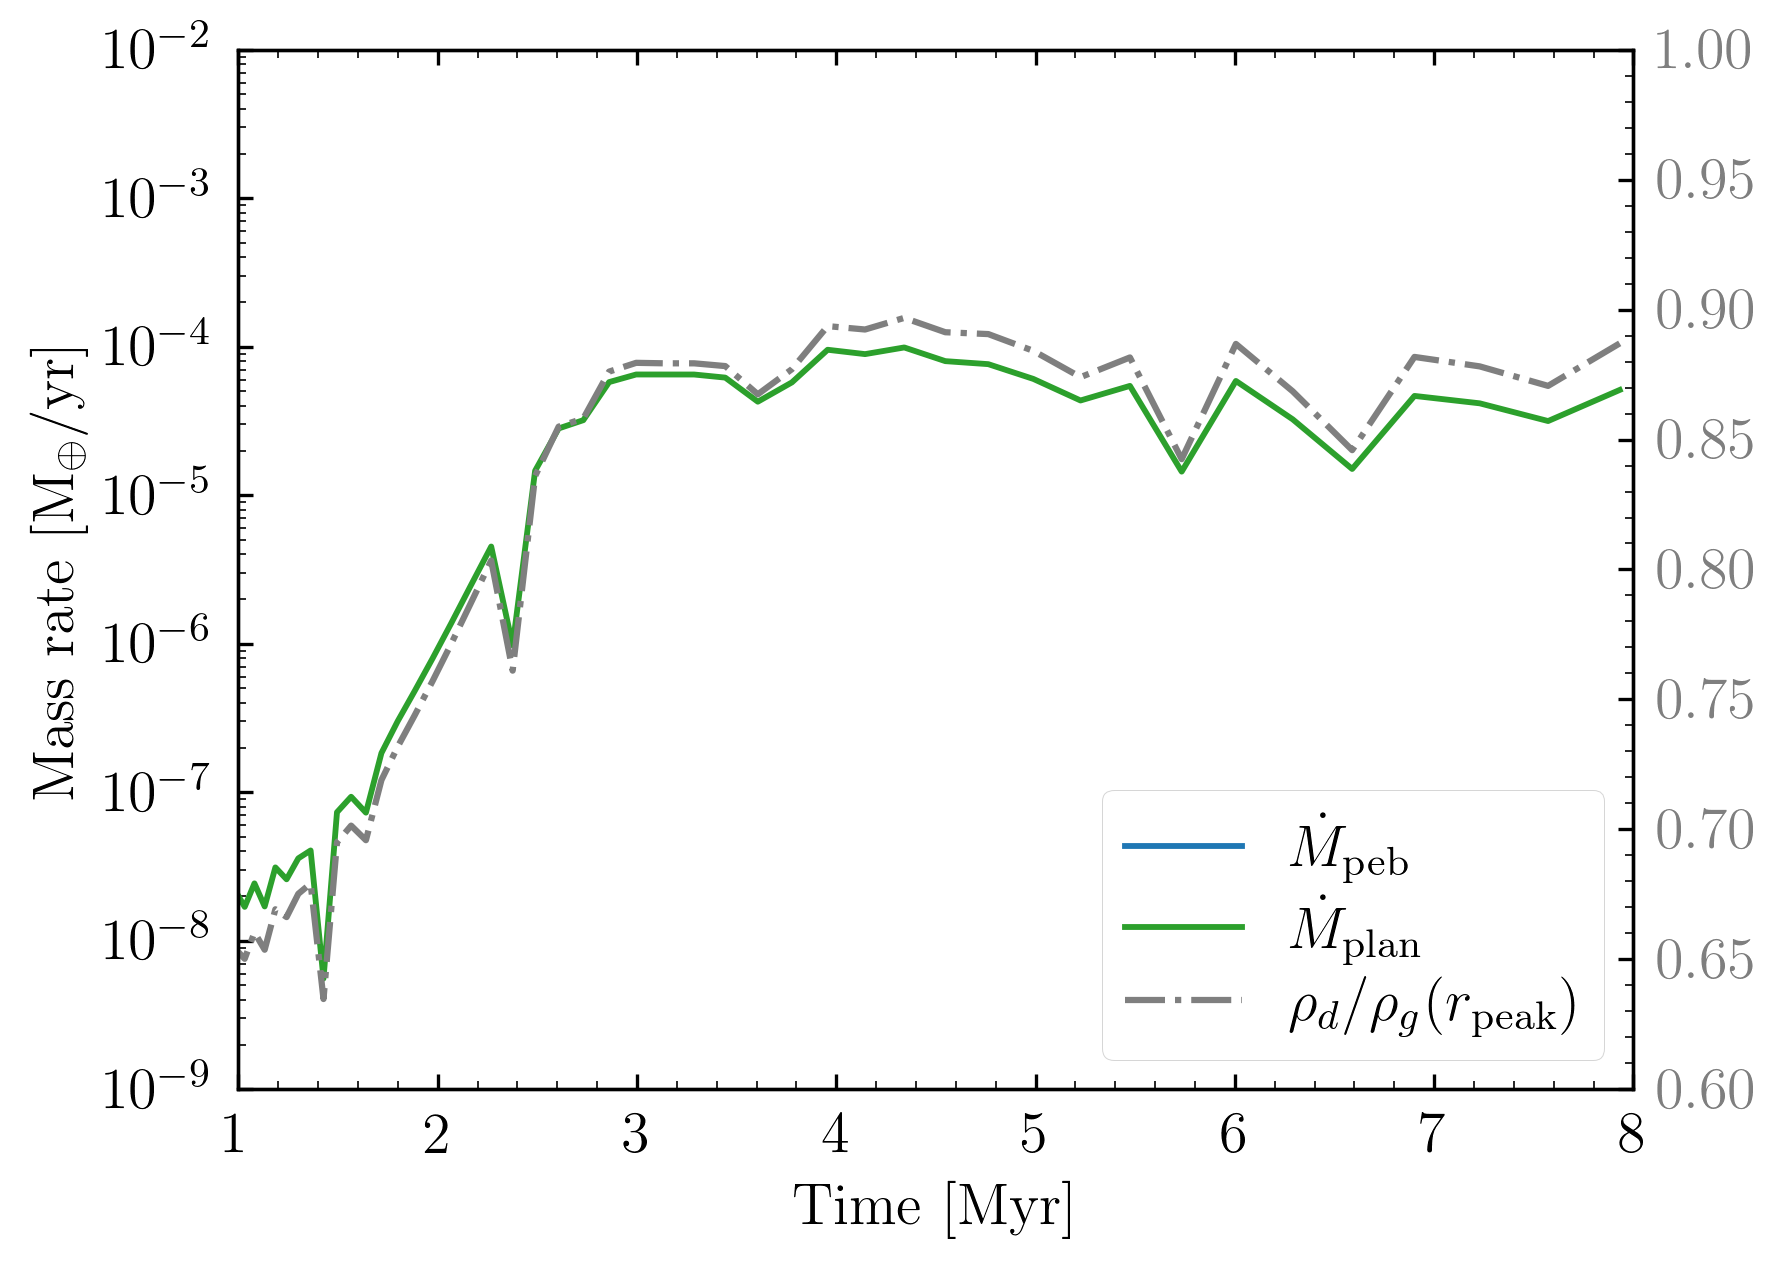 Mass rate [M⊕/yr]
10⁻²
10⁻³
10⁻⁴
10⁻⁵
10⁻⁶
10⁻⁷
10⁻⁸
10⁻⁹
1.00
0.95
0.90
0.85
0.80
0.75
0.70
0.65
0.60
Ṁpeb
Ṁplan
ρd/ρg(rpeak)
1 2 3 4 5 6 7 8
Time [Myr]